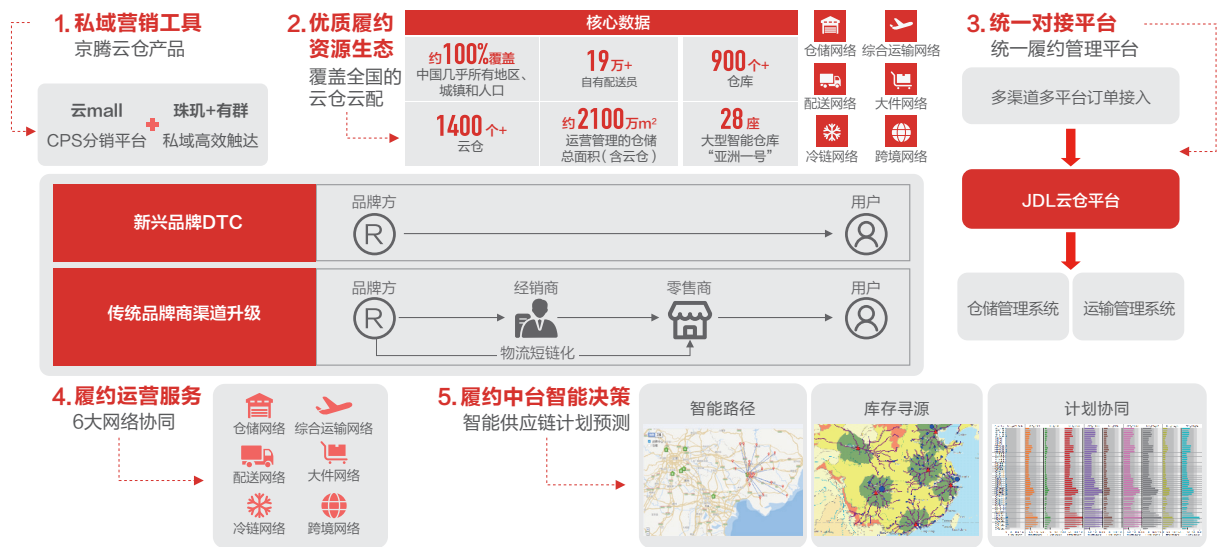 1.私域营销工具
京腾云仓产品
云mall
CPS分销平台
珠玑+有群
私域高效触达
2.优质履约
资源生态
覆盖全国的
云仓云配
核心数据
约100%覆盖
中国几乎所有地区、
城镇和人口
19万+
自有配送员
900个+
仓库
1400个+
云仓
约2100万m²
运营管理的仓储
总面积(含云仓)
28座
大型智能仓库
“亚洲一号”
仓储网络
综合运输网络
配送网络
大件网络
冷链网络
跨境网络
3.统一对接平台
统一履约管理平台
多渠道多平台订单接入
JDL云仓平台
仓储管理系统
运输管理系统
新兴品牌DTC
品牌方
R
用户
传统品牌商渠道升级
品牌方
R
经销商
零售商
用户
物流短链化
4.履约运营服务
6大网络协同
仓储网络
综合运输网络
配送网络
大件网络
冷链网络
跨境网络
5.履约中台智能决策
智能供应链计划预测
智能路径
库存寻源
计划协同